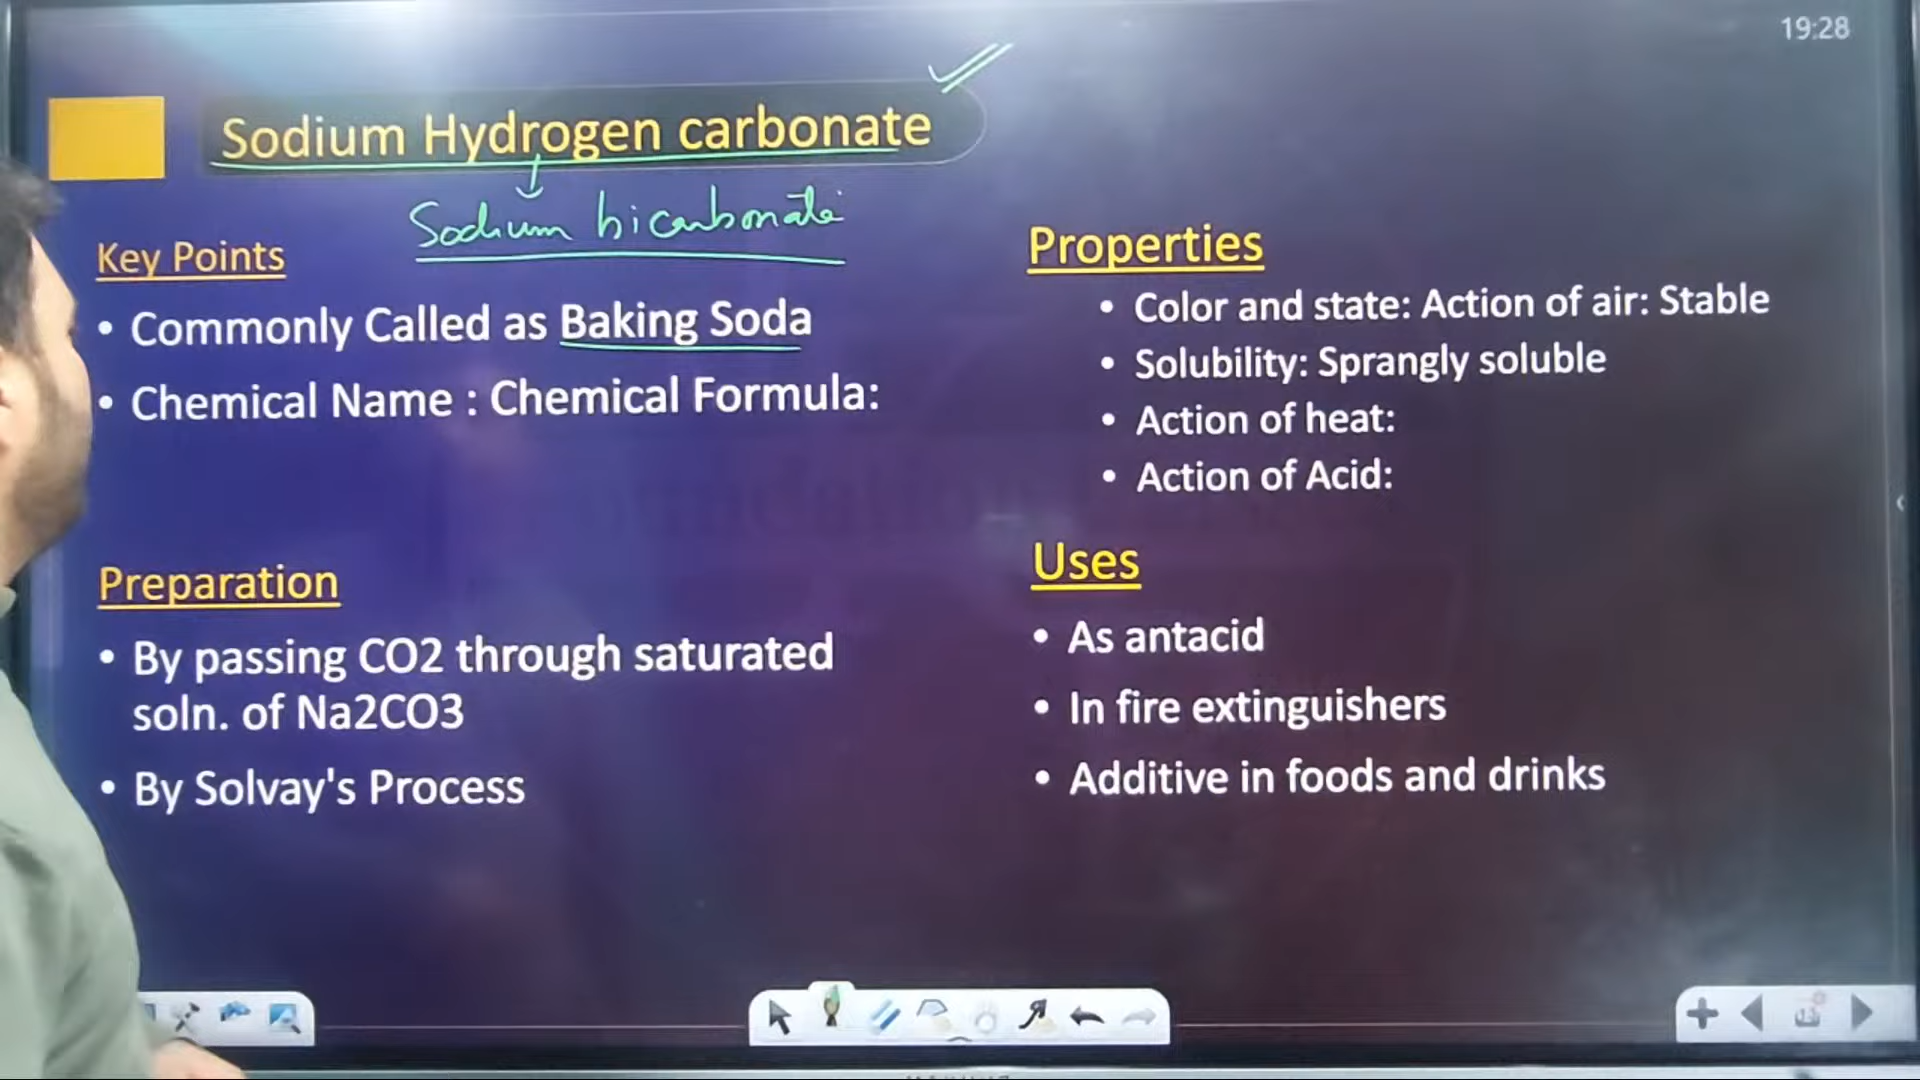 19:28
Sodium Hydrogen carbonate
Sodium bicarbonate
Key Points
• Commonly Called as Baking Soda
• Chemical Name : Chemical Formula:
Preparation
• By passing CO2 through saturated
soln. of Na2CO3
• By Solvay's Process
Properties
• Color and state: Action of air: Stable
• Solubility: Sprangly soluble
• Action of heat:
• Action of Acid:
Uses
• As antacid
• In fire extinguishers
• Additive in foods and drinks